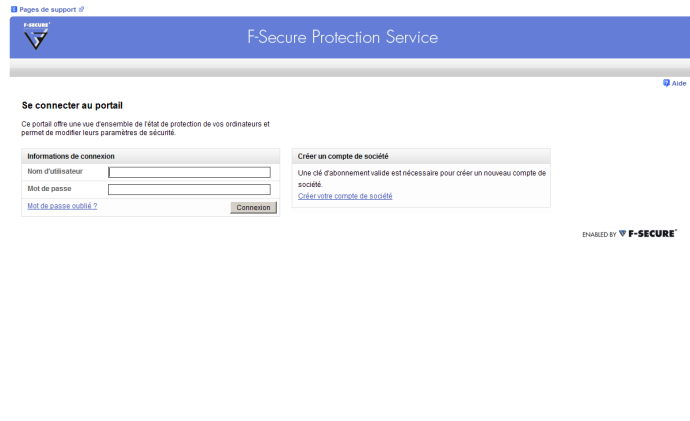 Pages de support
F-SECURE
F-Secure Protection Service
Aide
Se connecter au portail
Ce portail offre une vue d'ensemble de l'état de protection de vos ordinateurs et
permet de modifier leurs paramètres de sécurité.
Informations de connexion
Nom d'utilisateur
Mot de passe
Mot de passe oublié ?
Connexion
Créer un compte de société
Une clé d'abonnement valide est nécessaire pour créer un nouveau compte de
société.
Créer votre compte de société
ENABLED BY F-SECURE